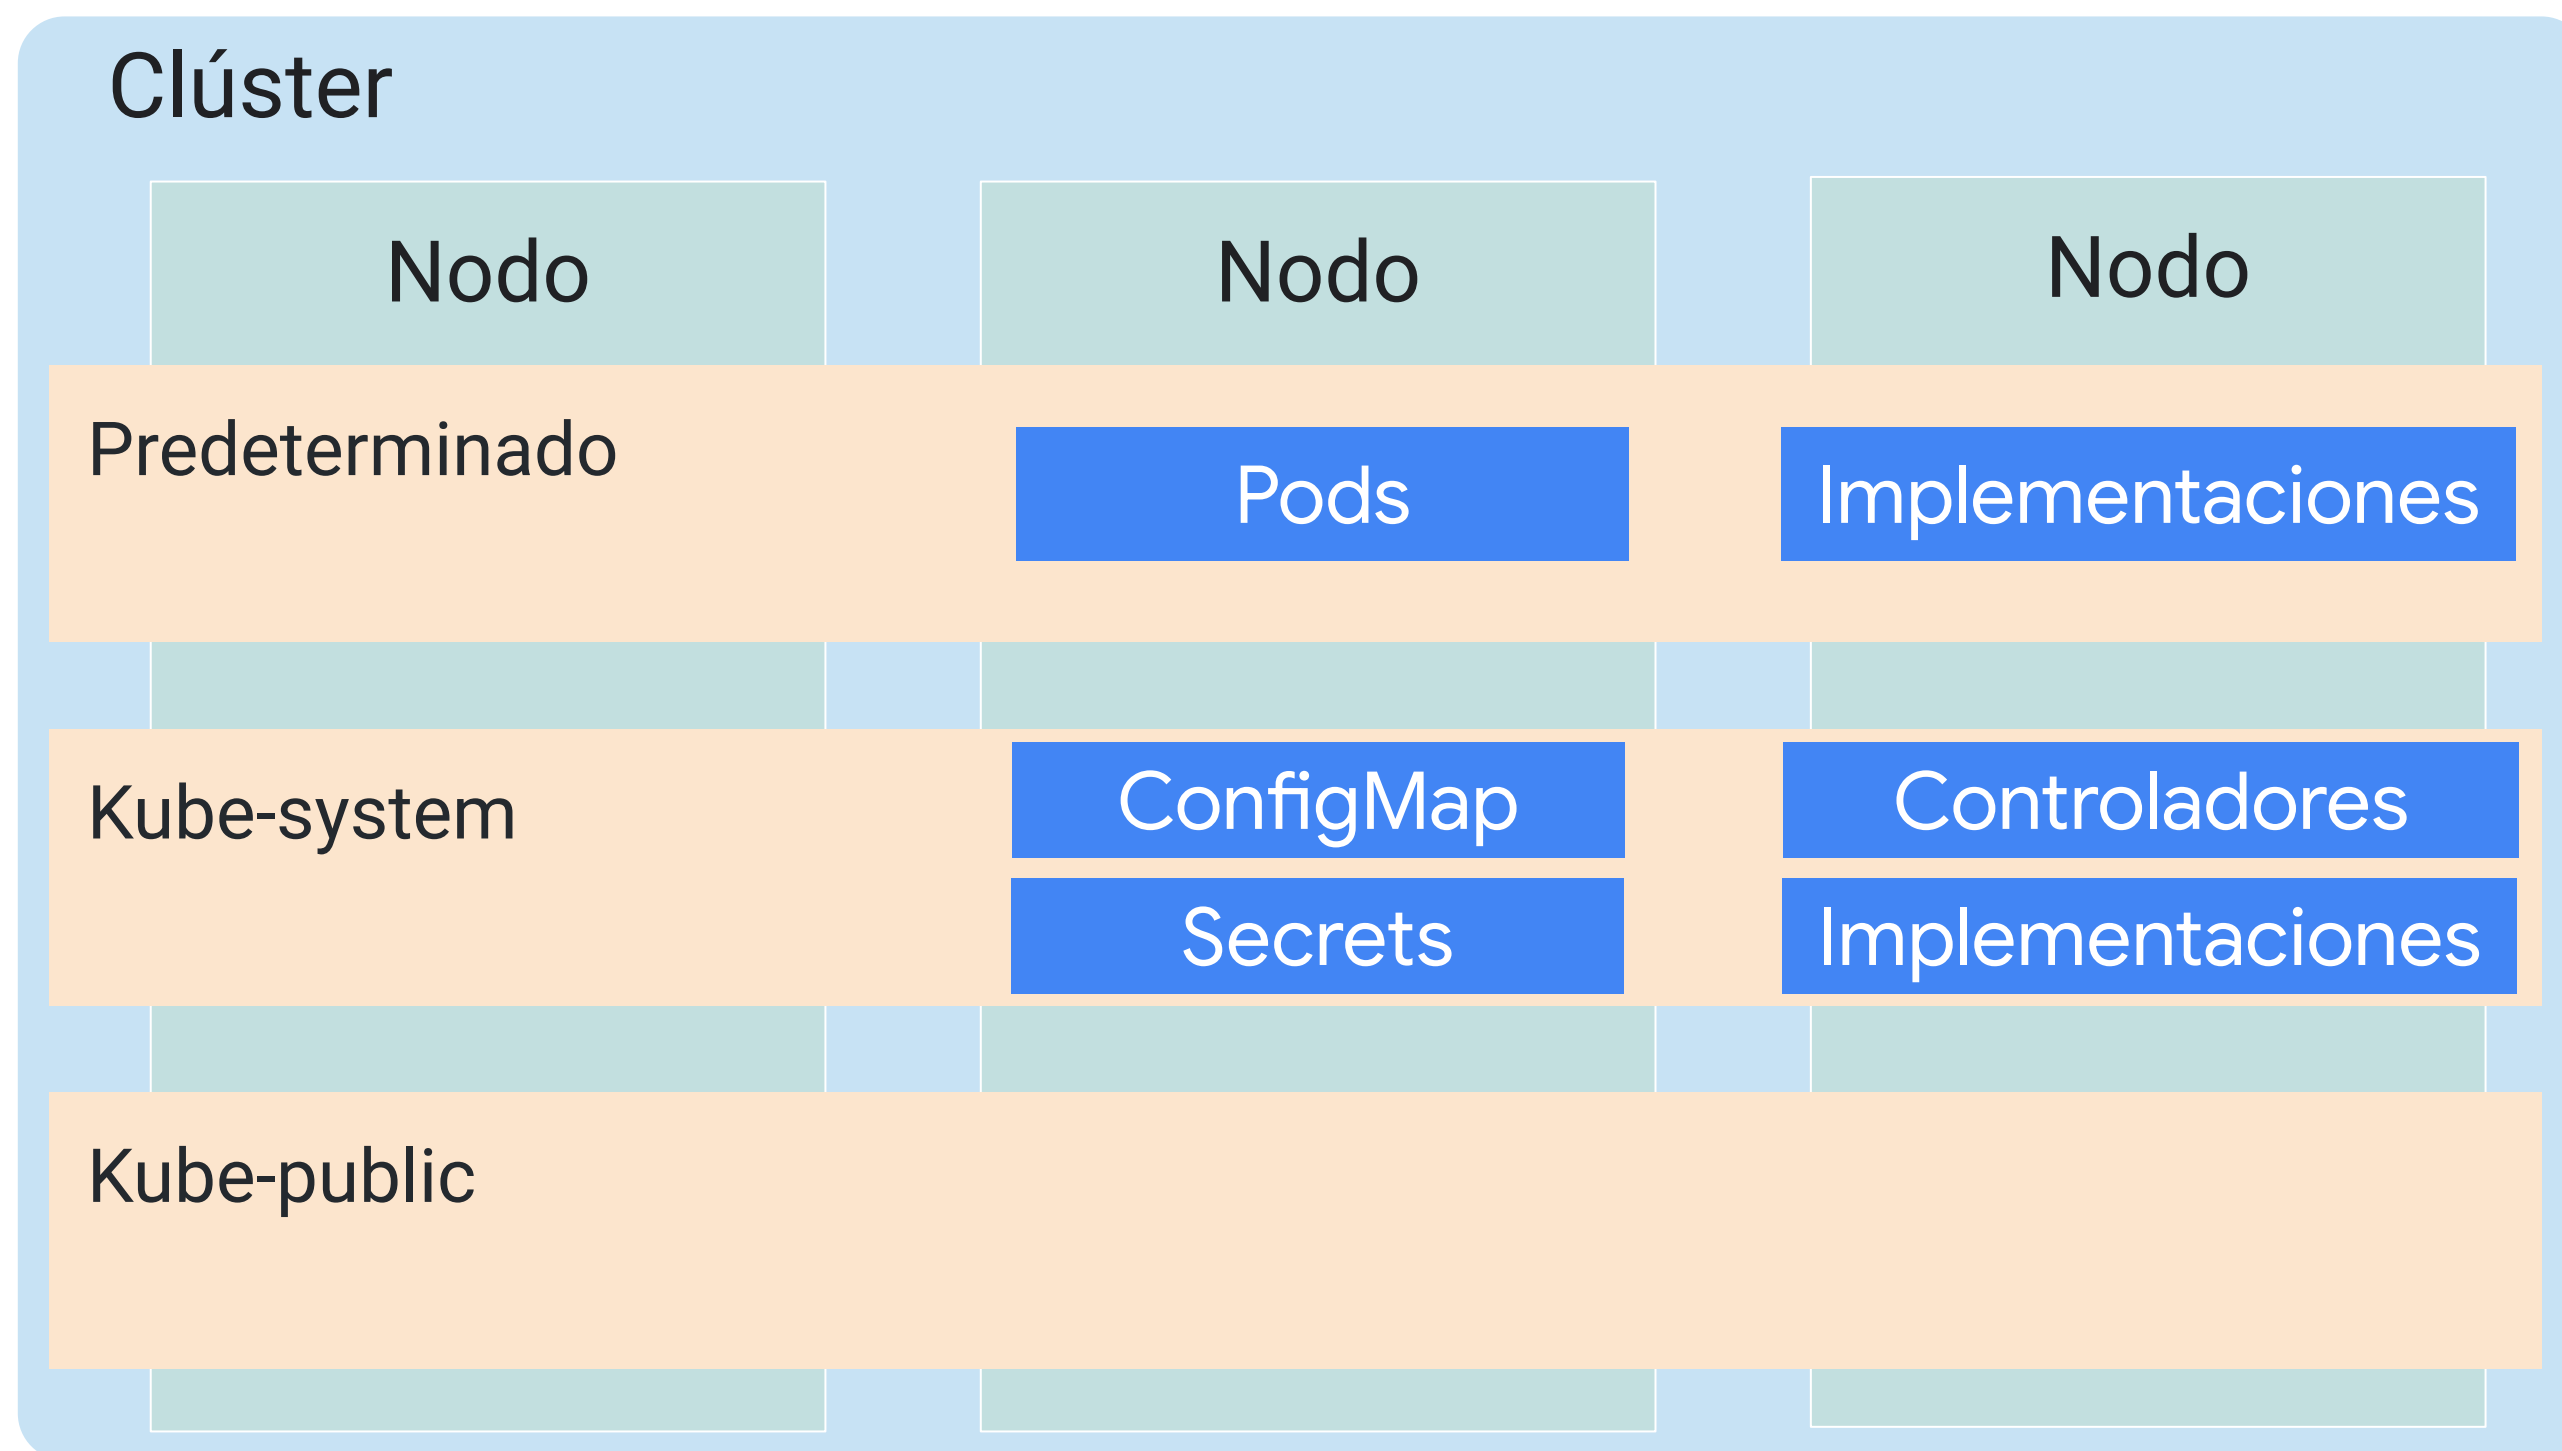 Clúster
Nodo
Nodo
Nodo
Predeterminado
Pods
Implementaciones
Kube-system
ConfigMap
Controladores
Secrets
Implementaciones
Kube-public